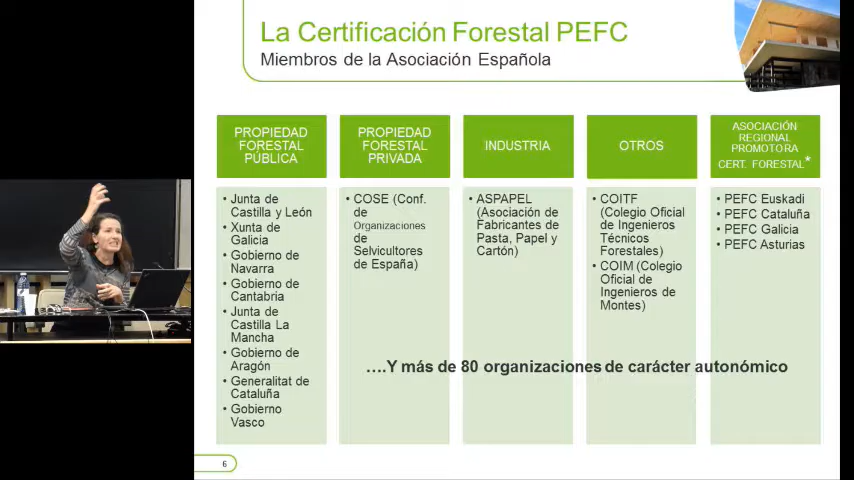 La Certificación Forestal PEFC
Miembros de la Asociación Española
PROPIEDAD
FORESTAL
PÚBLICA
• Junta de
Castilla y León
• Xunta de
Galicia
• Gobierno de
Navarra
• Gobierno de
Cantabria
• Junta de
Castilla La
Mancha
• Gobierno de
Aragón
• Generalitat de
Cataluña
• Gobierno
Vasco
PROPIEDAD
FORESTAL
PRIVADA
• COSE (Conf.
de
Organizaciones
de
Selvicultores
de España)
INDUSTRIA
• ASPAPEL
(Asociación de
Fabricantes de
Pasta, Papel y
Cartón)
OTROS
• COITF
(Colegio Oficial
de Ingenieros
Técnicos
Forestales)
• COIM (Colegio
Oficial de
Ingenieros de
Montes)
ASOCIACIÓN
REGIONAL
PROMOTORA
CERT. FORESTAL*
• PEFC Euskadi
• PEFC Cataluña
• PEFC Galicia
• PEFC Asturias
….Y más de 80 organizaciones de carácter autonómico
6